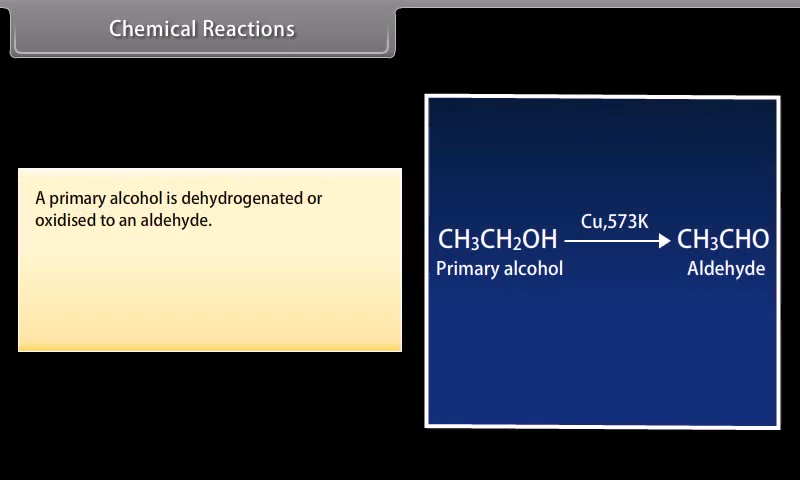 Chemical Reactions
A primary alcohol is dehydrogenated or
oxidised to an aldehyde.
Cu,573K
CH₃CH₂OH → CH₃CHO
Primary alcohol Aldehyde